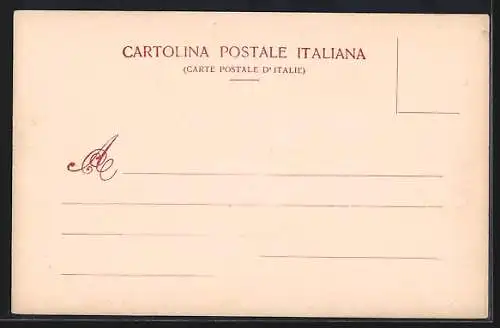 CARTOLINA POSTALE ITALIANA
(CARTE POSTALE D'ITALIE)
A